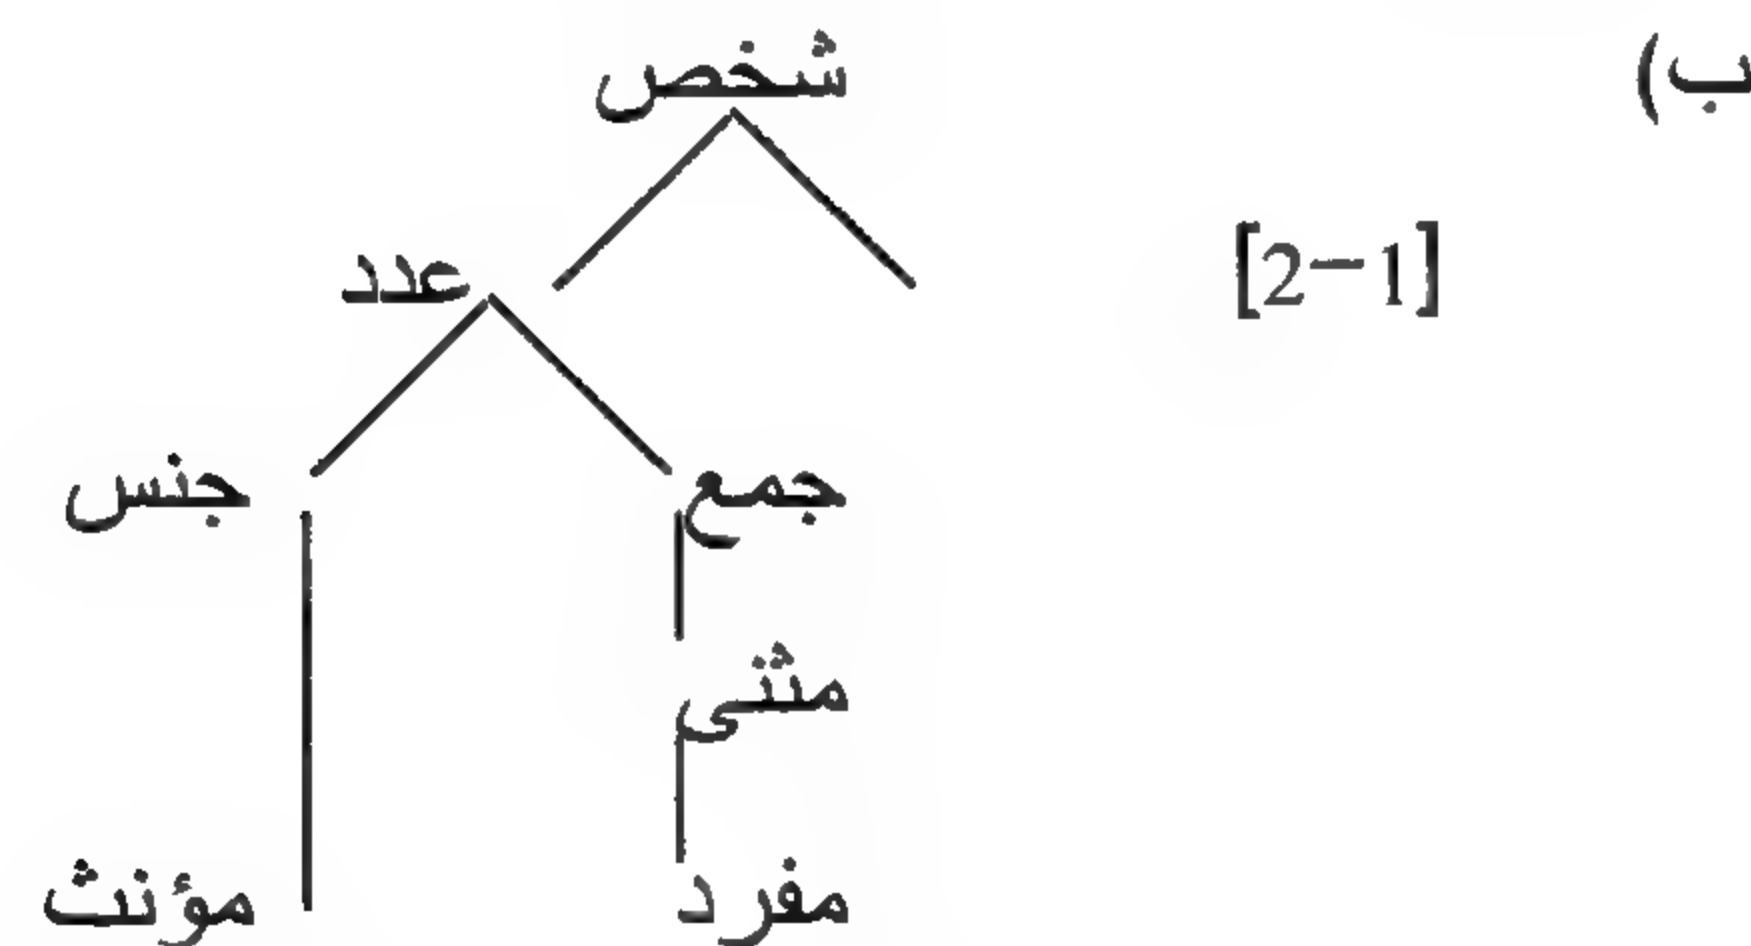 ب) شخص
[1-2] عدد
جمع جنس
مثنى
مفرد مؤنث